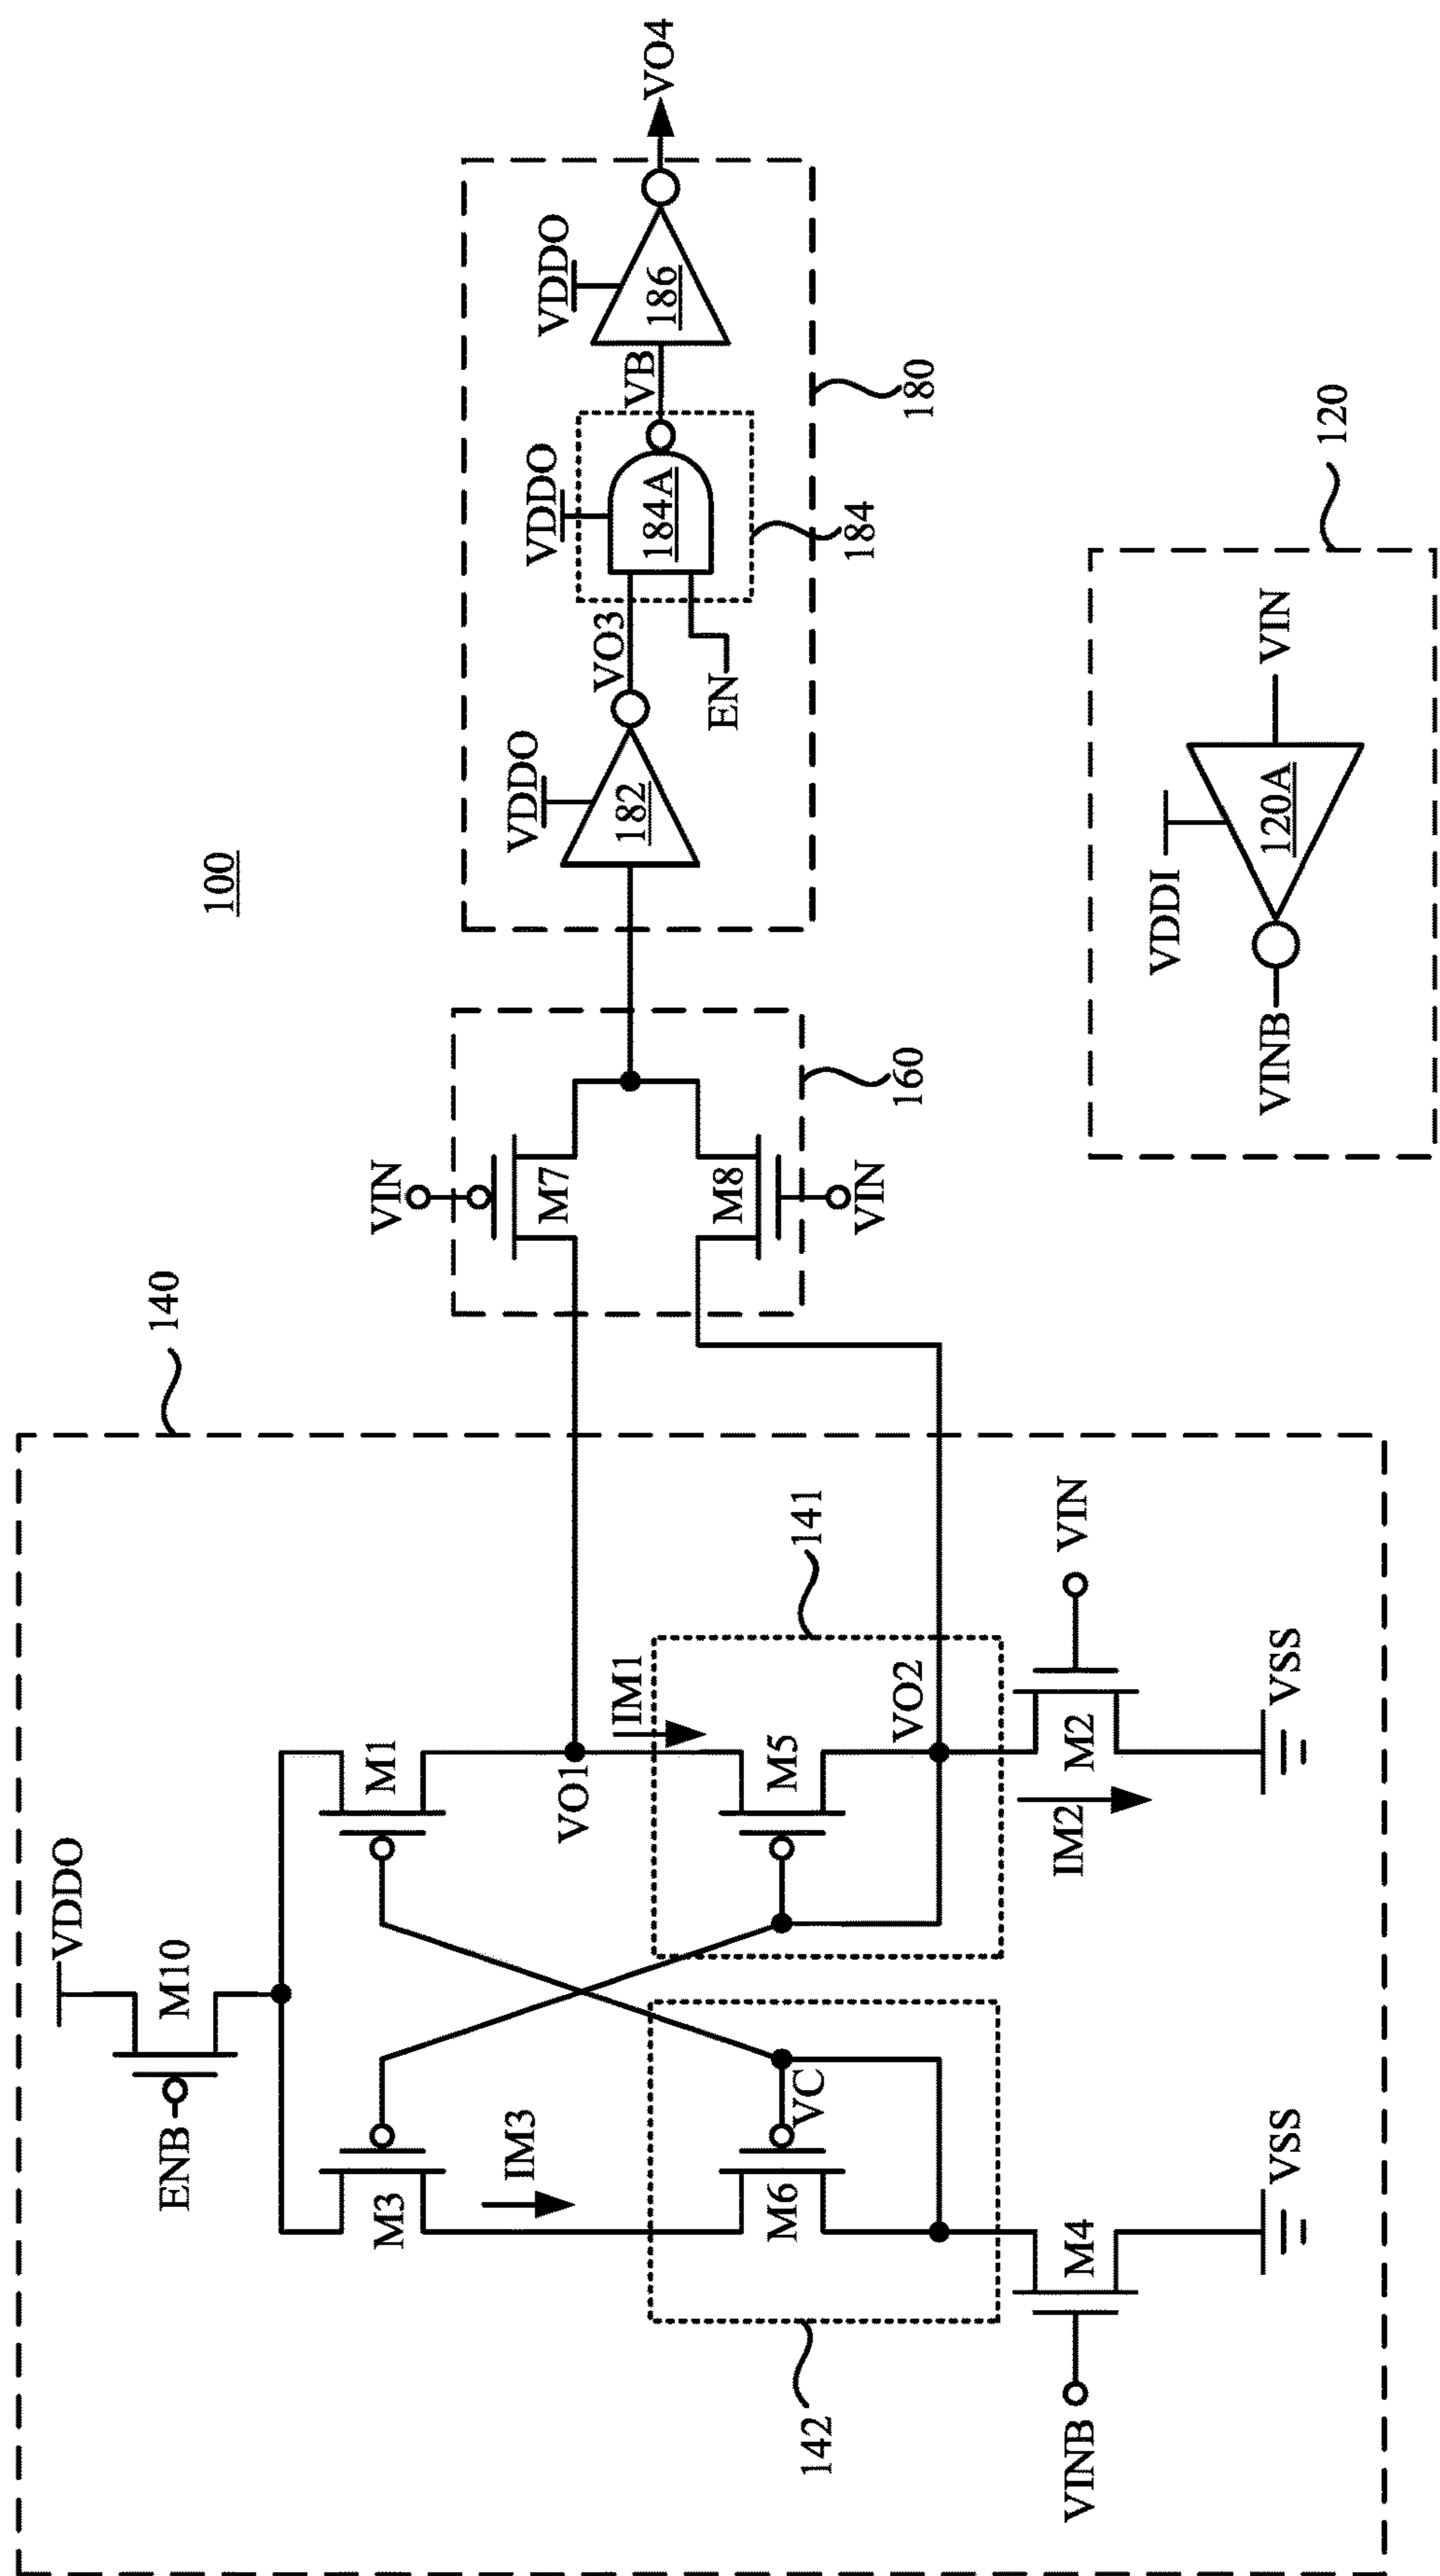 100
140
VDDO
ENB
M10
M3
M1
IM3
VO1
IM1
141
M6
VC
M5
VO2
142
VINB
M4
VSS
IM2
M2
VIN
VSS
VIN
M7
M8
VIN
160
VDDO
182
VO3
EN
VDDO
184A
184
VB
VDDO
186
180
VO4
120
VDDI
VINB
120A
VIN